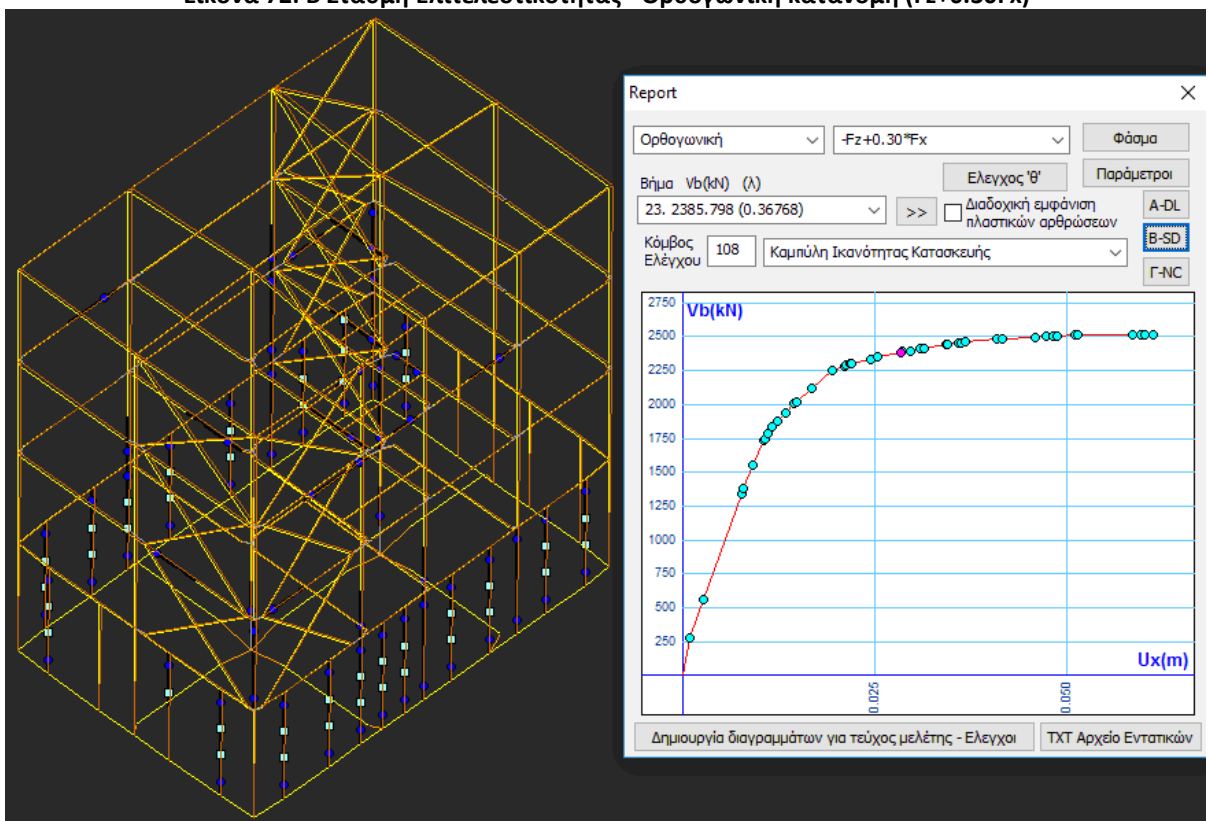 Report
Ορθογωνική -Fz+0.30*Fx Φάσμα
Βήμα Vb(kN) (λ) Ελεγχος 'θ' Παράμετροι
23. 2385.798 (0.36768) >> Διαδοχική εμφάνιση πλαστικών αρθρώσεων A-DL
Κόμβος Ελέγχου 108 Καμπύλη Ικανότητας Κατασκευής B-SD
Γ-NC
Vb(kN)
2750
2500
2250
2000
1750
1500
1250
1000
750
500
250
Ux(m)
0.025
0.050
Δημιουργία διαγραμμάτων για τεύχος μελέτης - Ελεγχοι TXT Αρχείο Εντατικών